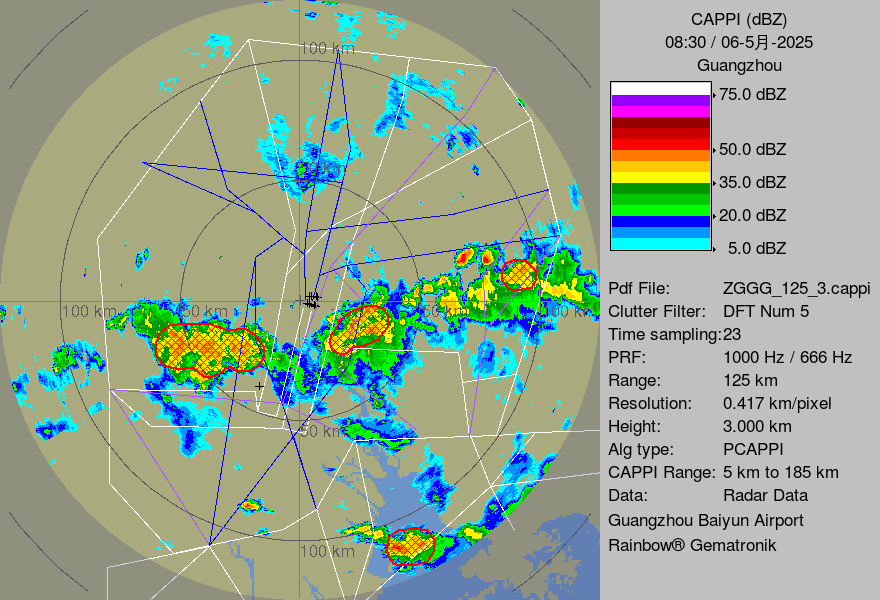 CAPPI (dBZ)
08:30 / 06-5月-2025
Guangzhou
75.0 dBZ
50.0 dBZ
35.0 dBZ
20.0 dBZ
5.0 dBZ
Pdf File: ZGGG_125_3.cappi
Clutter Filter: DFT Num 5
Time sampling:23
PRF: 1000 Hz / 666 Hz
Range: 125 km
Resolution: 0.417 km/pixel
Height: 3.000 km
Alg type: PCAPPI
CAPPI Range: 5 km to 185 km
Data: Radar Data
Guangzhou Baiyun Airport
Rainbow® Gematronik
100 km
50 km
100 km
50 km
50 km
100 km
50 km
100 km